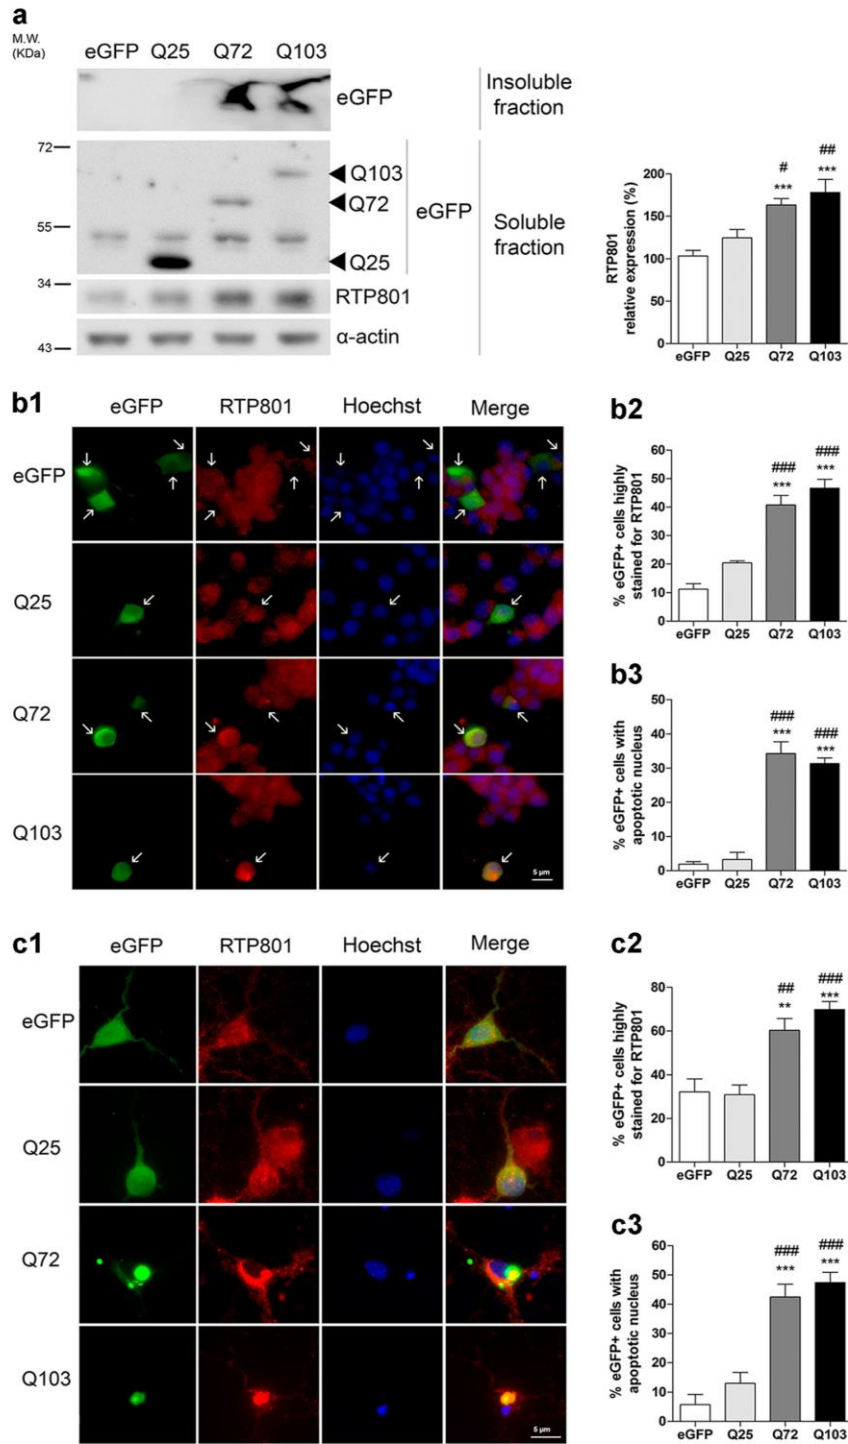 a
M.W.
(KDa)
eGFP Q25 Q72 Q103
eGFP
Insoluble
fraction
72
55
34
43
Q103
Q72
Q25
eGFP
RTP801
α-actin
Soluble
fraction
RTP801
relative expression (%)
200
150
100
50
0
# ##
*** ***
eGFP Q25 Q72 Q103
b1
eGFP RTP801 Hoechst Merge
eGFP
Q25
Q72
Q103
5 µm
b2
% eGFP+ cells highly
stained for RTP801
60
50
40
30
20
10
0
### ###
*** ***
eGFP Q25 Q72 Q103
b3
% eGFP+ cells with
apoptotic nucleus
50
40
30
20
10
0
### ###
*** ***
eGFP Q25 Q72 Q103
c1
eGFP RTP801 Hoechst Merge
eGFP
Q25
Q72
Q103
5 µm
c2
% eGFP+ cells highly
stained for RTP801
80
60
40
20
0
## ###
** ***
eGFP Q25 Q72 Q103
c3
% eGFP+ cells with
apoptotic nucleus
60
50
40
30
20
10
0
### ###
*** ***
eGFP Q25 Q72 Q103